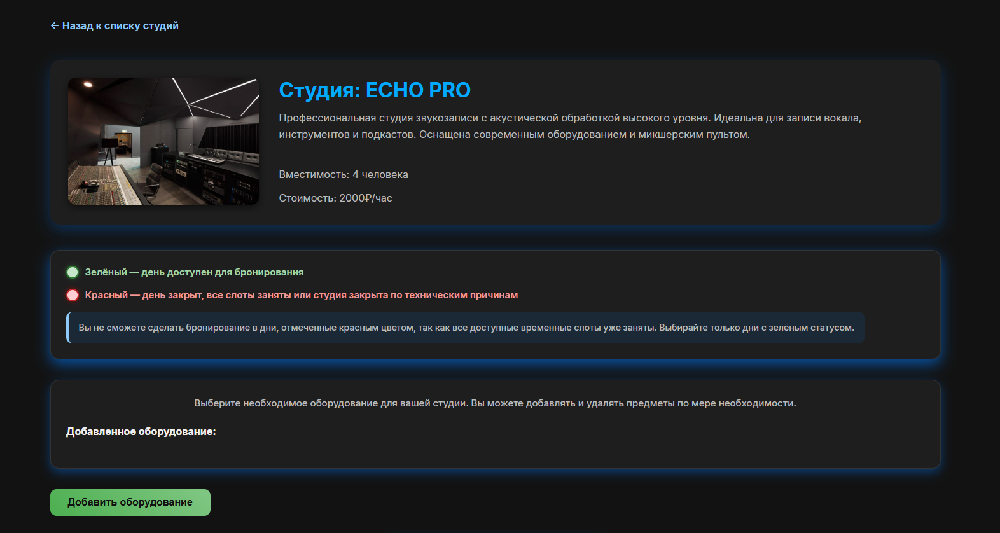 ← Назад к списку студий
Студия: ECHO PRO
Профессиональная студия звукозаписи с акустической обработкой высокого уровня. Идеальна для записи вокала,
инструментов и подкастов. Оснащена современным оборудованием и микшерским пультом.
Вместимость: 4 человека
Стоимость: 2000₽/час
Зелёный — день доступен для бронирования
Красный — день закрыт, все слоты заняты или студия закрыта по техническим причинам
Вы не сможете сделать бронирование в дни, отмеченные красным цветом, так как все доступные временные слоты уже заняты. Выбирайте только дни с зелёным статусом.
Выберите необходимое оборудование для вашей студии. Вы можете добавлять и удалять предметы по мере необходимости.
Добавленное оборудование:
Добавить оборудование